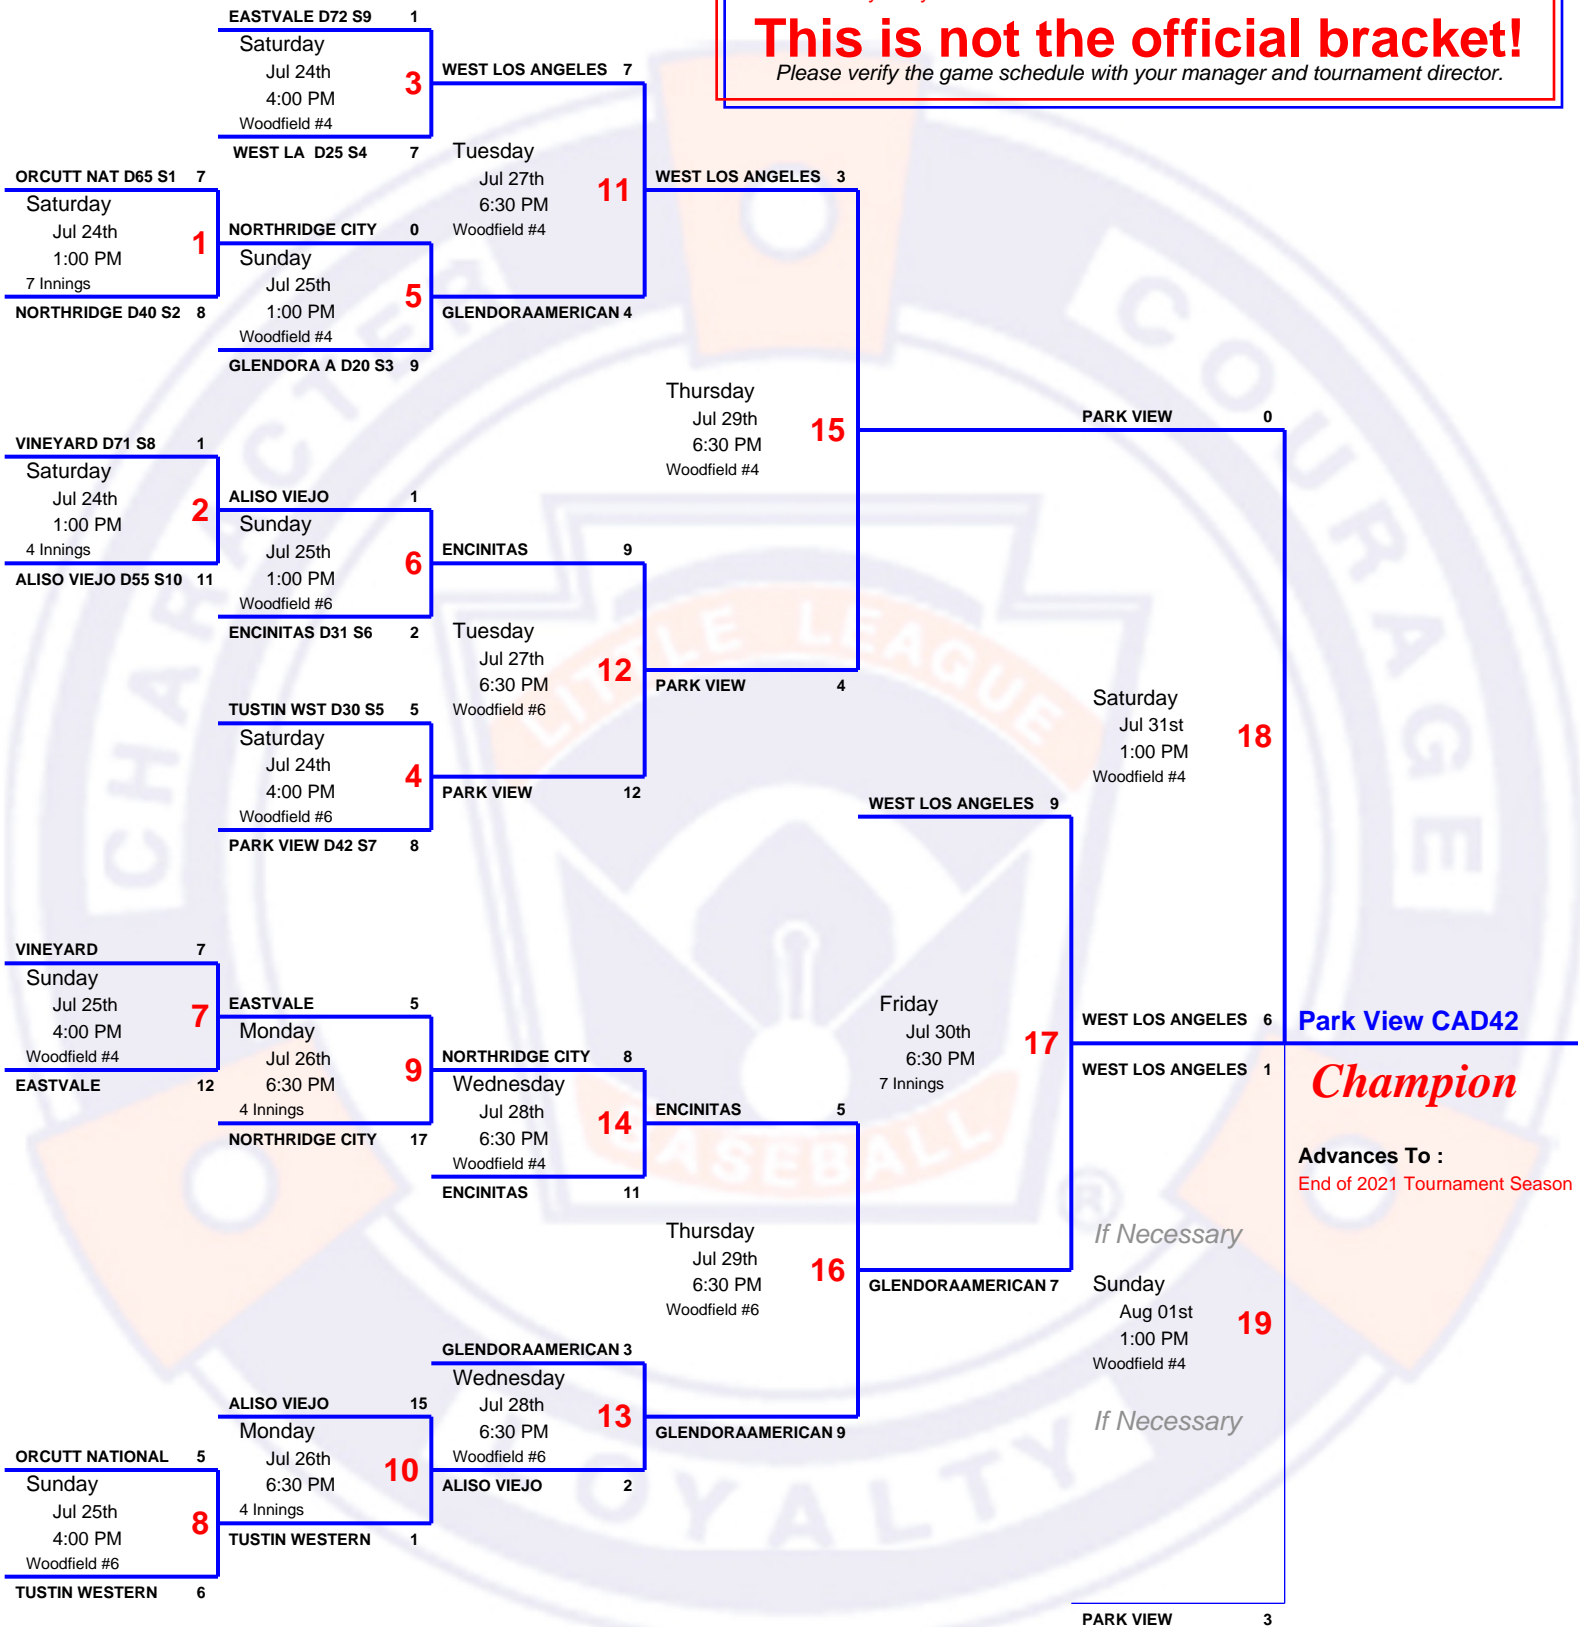 This is not the official bracket!
Please verify the game schedule with your manager and tournament director.
EASTVALE D72 S9 1
Saturday
Jul 24th
4:00 PM
Woodfield #4
3
WEST LA D25 S4 7
ORCUTT NAT D65 S1 7
Saturday
Jul 24th
1:00 PM
7 Innings
1
NORTHRIDGE D40 S2 8
NORTHRIDGE CITY 0
Sunday
Jul 25th
1:00 PM
Woodfield #4
5
GLENDORA A D20 S3 9
WEST LOS ANGELES 7
Tuesday
Jul 27th
6:30 PM
Woodfield #4
11
GLENDORAAMERICAN 4
VINEYARD D71 S8 1
Saturday
Jul 24th
1:00 PM
4 Innings
2
ALISO VIEJO D55 S10 11
ALISO VIEJO 1
Sunday
Jul 25th
1:00 PM
Woodfield #6
6
ENCINITAS D31 S6 2
TUSTIN WST D30 S5 5
Saturday
Jul 24th
4:00 PM
Woodfield #6
4
PARK VIEW D42 S7 8
ENCINITAS 9
Tuesday
Jul 27th
6:30 PM
Woodfield #6
12
PARK VIEW 12
WEST LOS ANGELES 3
Thursday
Jul 29th
6:30 PM
Woodfield #4
15
PARK VIEW 4
PARK VIEW 0
Saturday
Jul 31st
1:00 PM
Woodfield #4
18
WEST LOS ANGELES 6
VINEYARD 7
Sunday
Jul 25th
4:00 PM
Woodfield #4
7
EASTVALE 12
EASTVALE 5
Monday
Jul 26th
6:30 PM
4 Innings
9
NORTHRIDGE CITY 17
NORTHRIDGE CITY 8
Wednesday
Jul 28th
6:30 PM
Woodfield #4
14
ENCINITAS 11
ORCUTT NATIONAL 5
Sunday
Jul 25th
4:00 PM
Woodfield #6
8
TUSTIN WESTERN 6
ALISO VIEJO 15
Monday
Jul 26th
6:30 PM
4 Innings
10
TUSTIN WESTERN 1
GLENDORAAMERICAN 3
Wednesday
Jul 28th
6:30 PM
Woodfield #6
13
ALISO VIEJO 2
ENCINITAS 5
Thursday
Jul 29th
6:30 PM
Woodfield #6
16
GLENDORAAMERICAN 9
WEST LOS ANGELES 9
Friday
Jul 30th
6:30 PM
7 Innings
17
GLENDORAAMERICAN 7
WEST LOS ANGELES 1
If Necessary
Sunday
Aug 01st
1:00 PM
Woodfield #4
19
If Necessary
PARK VIEW 3
Park View CAD42
Champion
Advances To :
End of 2021 Tournament Season
CHARACTER
COURAGE
LOYALTY
LITTLE LEAGUE
BASEBALL
®